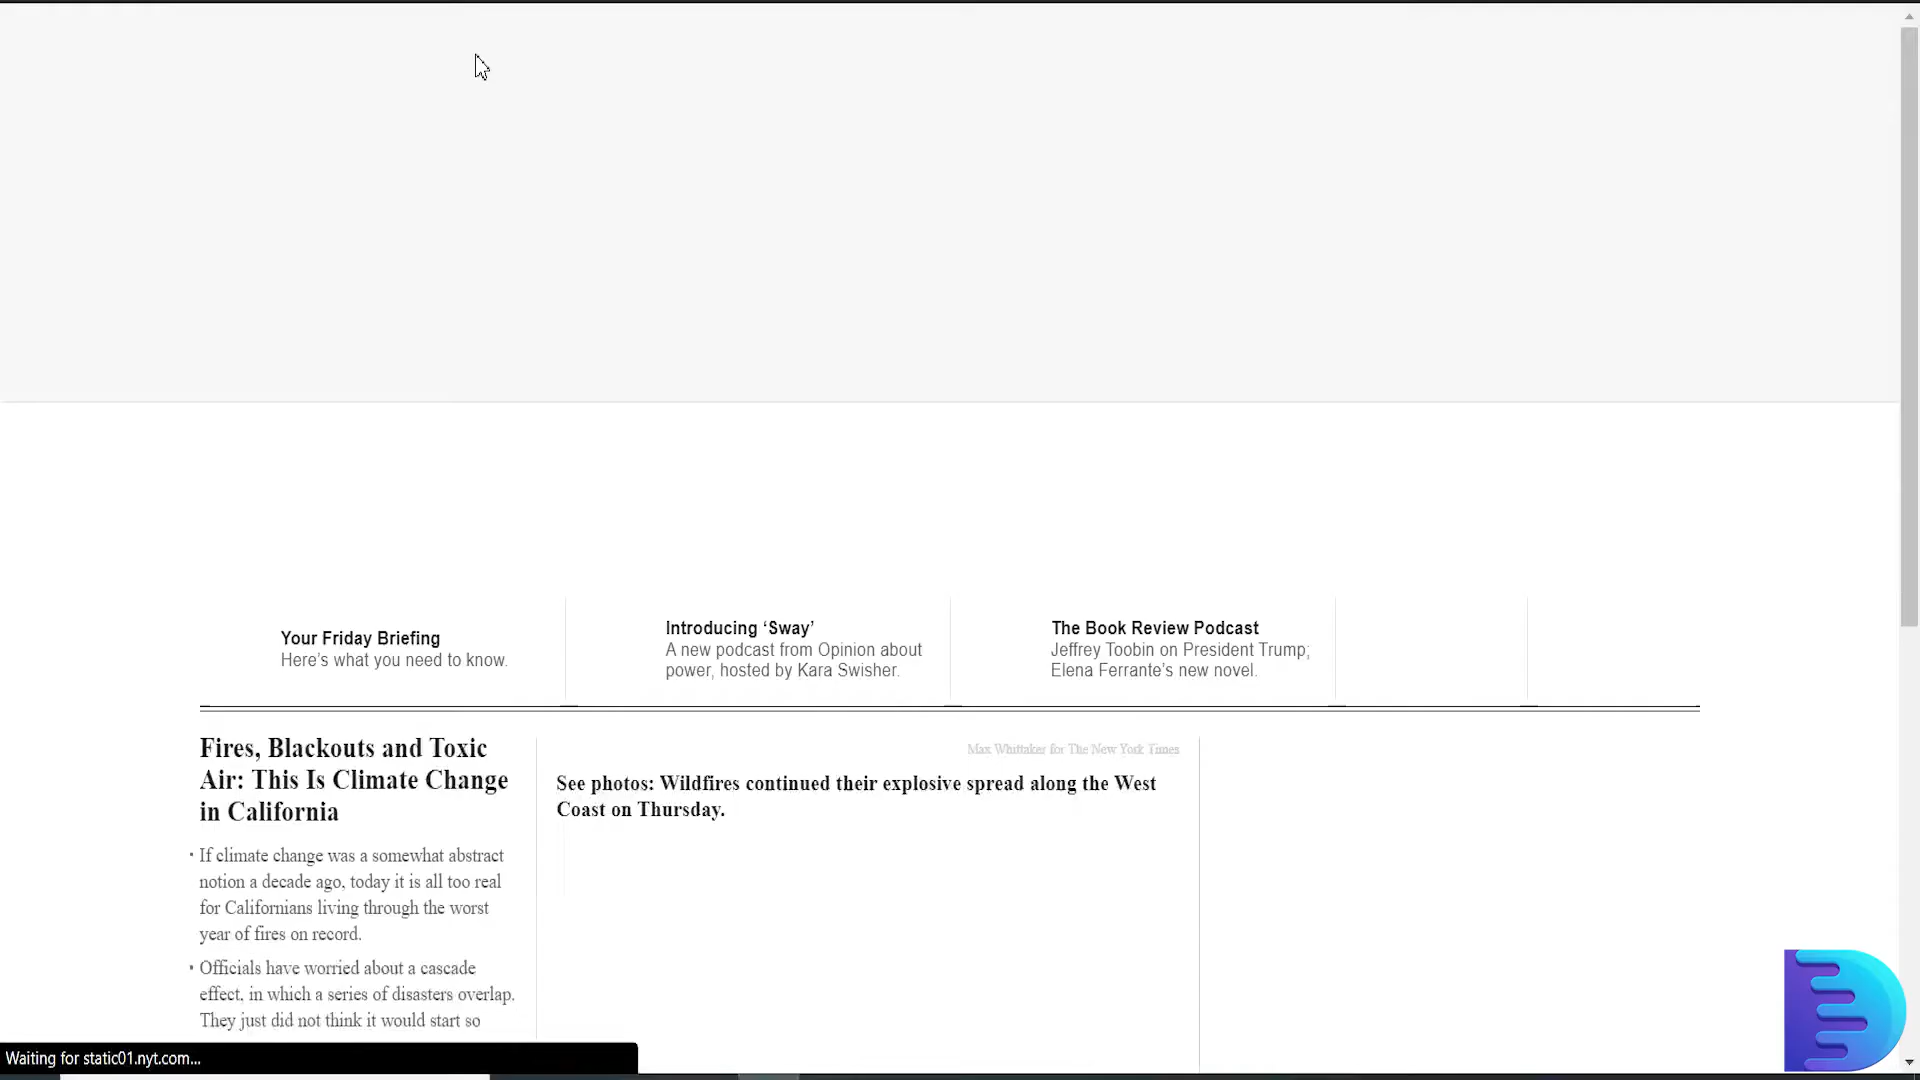 Your Friday Briefing
Here’s what you need to know.
Introducing ‘Sway’
A new podcast from Opinion about
power, hosted by Kara Swisher.
The Book Review Podcast
Jeffrey Toobin on President Trump;
Elena Ferrante’s new novel.
Fires, Blackouts and Toxic
Air: This Is Climate Change
in California
• If climate change was a somewhat abstract
notion a decade ago, today it is all too real
for Californians living through the worst
year of fires on record.
• Officials have worried about a cascade
effect, in which a series of disasters overlap.
They just did not think it would start so
Max Whittaker for The New York Times
See photos: Wildfires continued their explosive spread along the West
Coast on Thursday.
Waiting for static01.nyt.com...